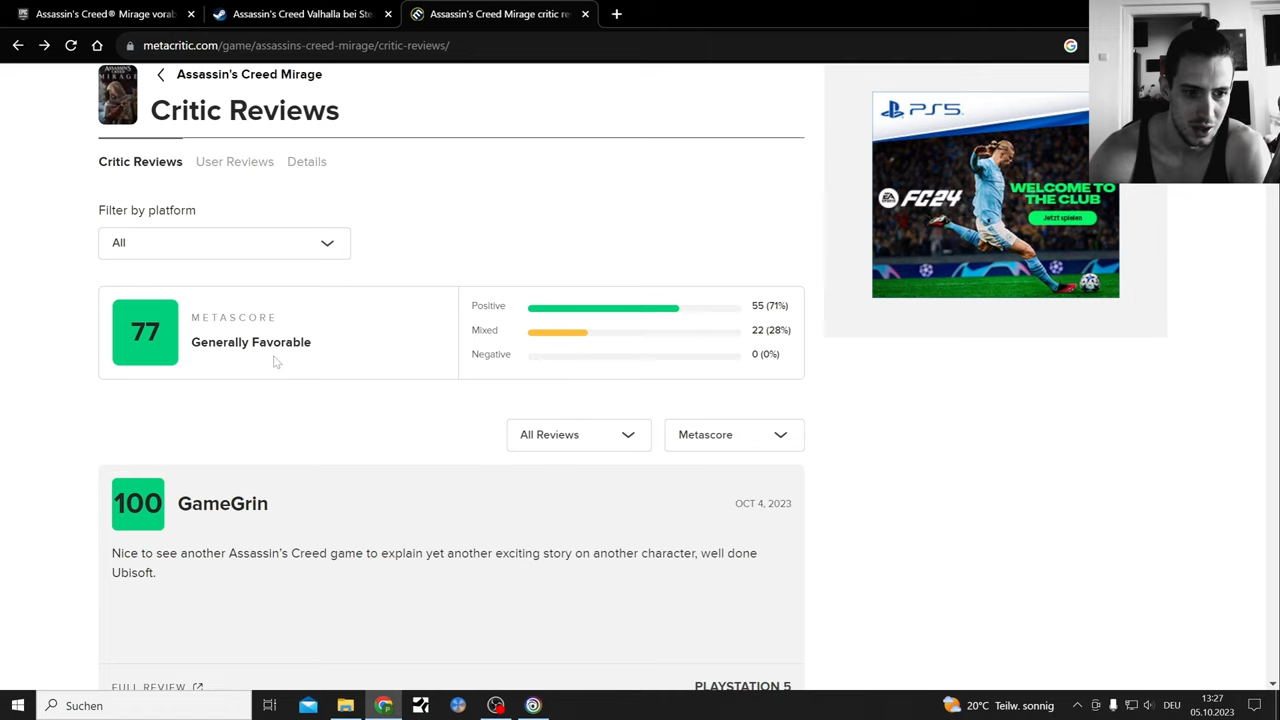 Assassin's Creed® Mirage vorab
Assassin's Creed Valhalla bei Ste
Assassin's Creed Mirage critic re
metacritic.com/game/assassins-creed-mirage/critic-reviews/
Assassin's Creed Mirage
Critic Reviews
Critic Reviews
User Reviews
Details
Filter by platform
All
77
METASCORE
Generally Favorable
Positive
55 (71%)
Mixed
22 (28%)
Negative
0 (0%)
All Reviews
Metascore
100
GameGrin
OCT 4, 2023
Nice to see another Assassin's Creed game to explain yet another exciting story on another character, well done
Ubisoft.
FULL REVIEW
PLAYSTATION 5
PS5
EA SPORTS
FC24
WELCOME TO
THE CLUB
Jetzt spielen
Suchen
20°C Teilw. sonnig
DEU
13:27
05.10.2023